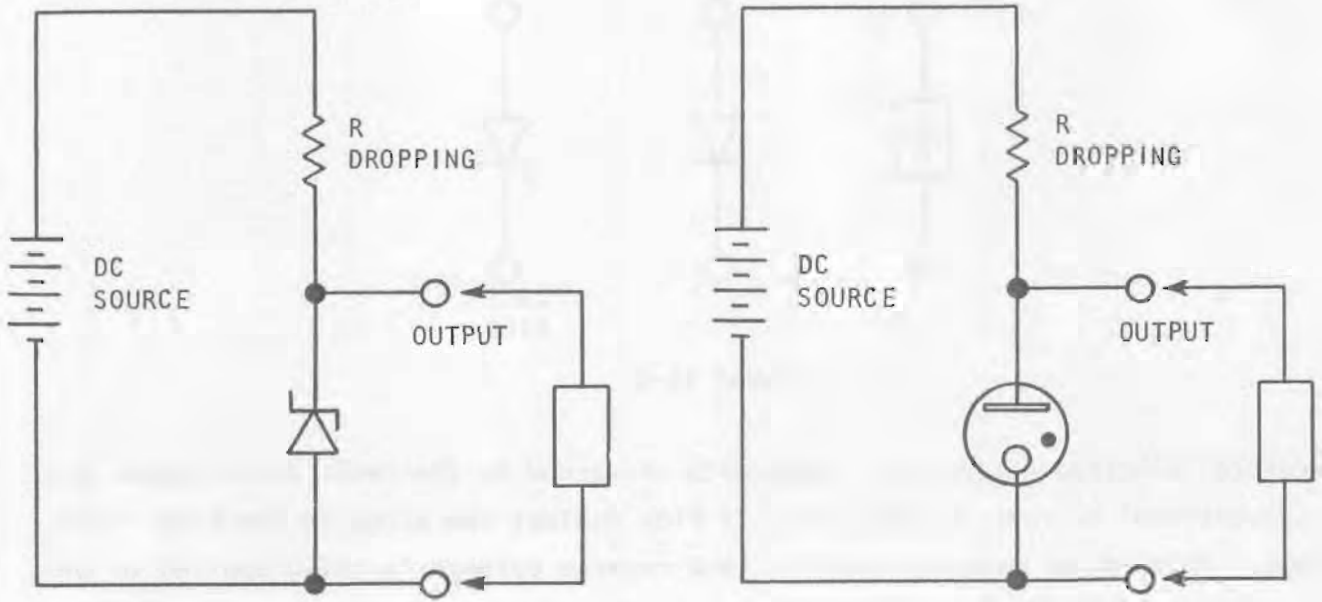 R
DROPPING
DC
SOURCE
OUTPUT
R
DROPPING
DC
SOURCE
OUTPUT